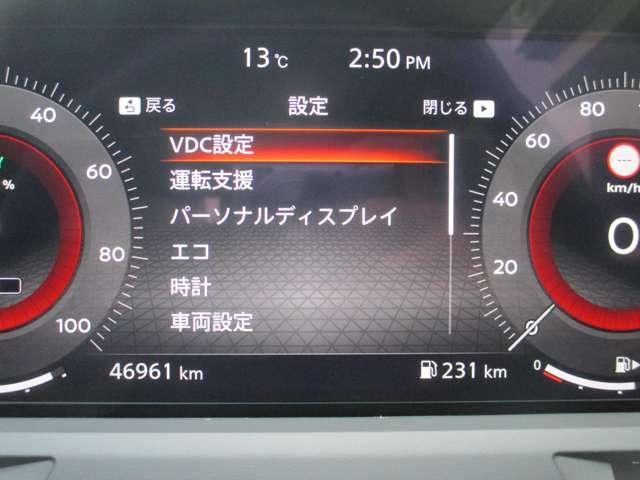 13℃ 2:50 PM
戻る 設定 閉じる
VDC設定
運転支援
パーソナルディスプレイ
エコ
時計
車両設定
46961 km 231 km
40
60
80
100
%
80
60
40
20
0
---
km/h
0
0